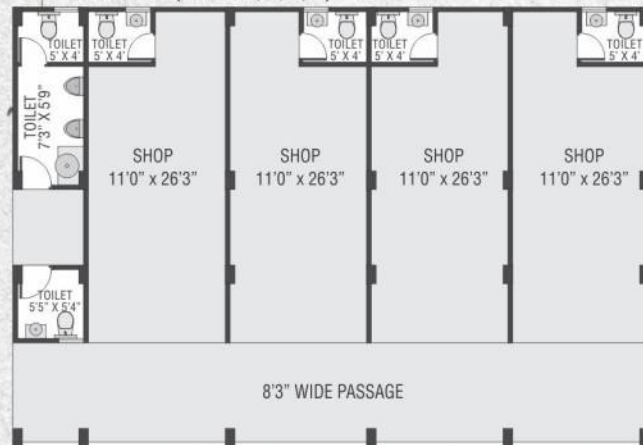 TOILET
5' X 4'
TOILET
5' X 4'
TOILET
5' X 4'
TOILET
5' X 4'
TOILET
5' X 4'
TOILET
7'3" X 5'9"
SHOP
11'0" x 26'3"
SHOP
11'0" x 26'3"
SHOP
11'0" x 26'3"
SHOP
11'0" x 26'3"
TOILET
5'5" X 5'4"
8'3" WIDE PASSAGE